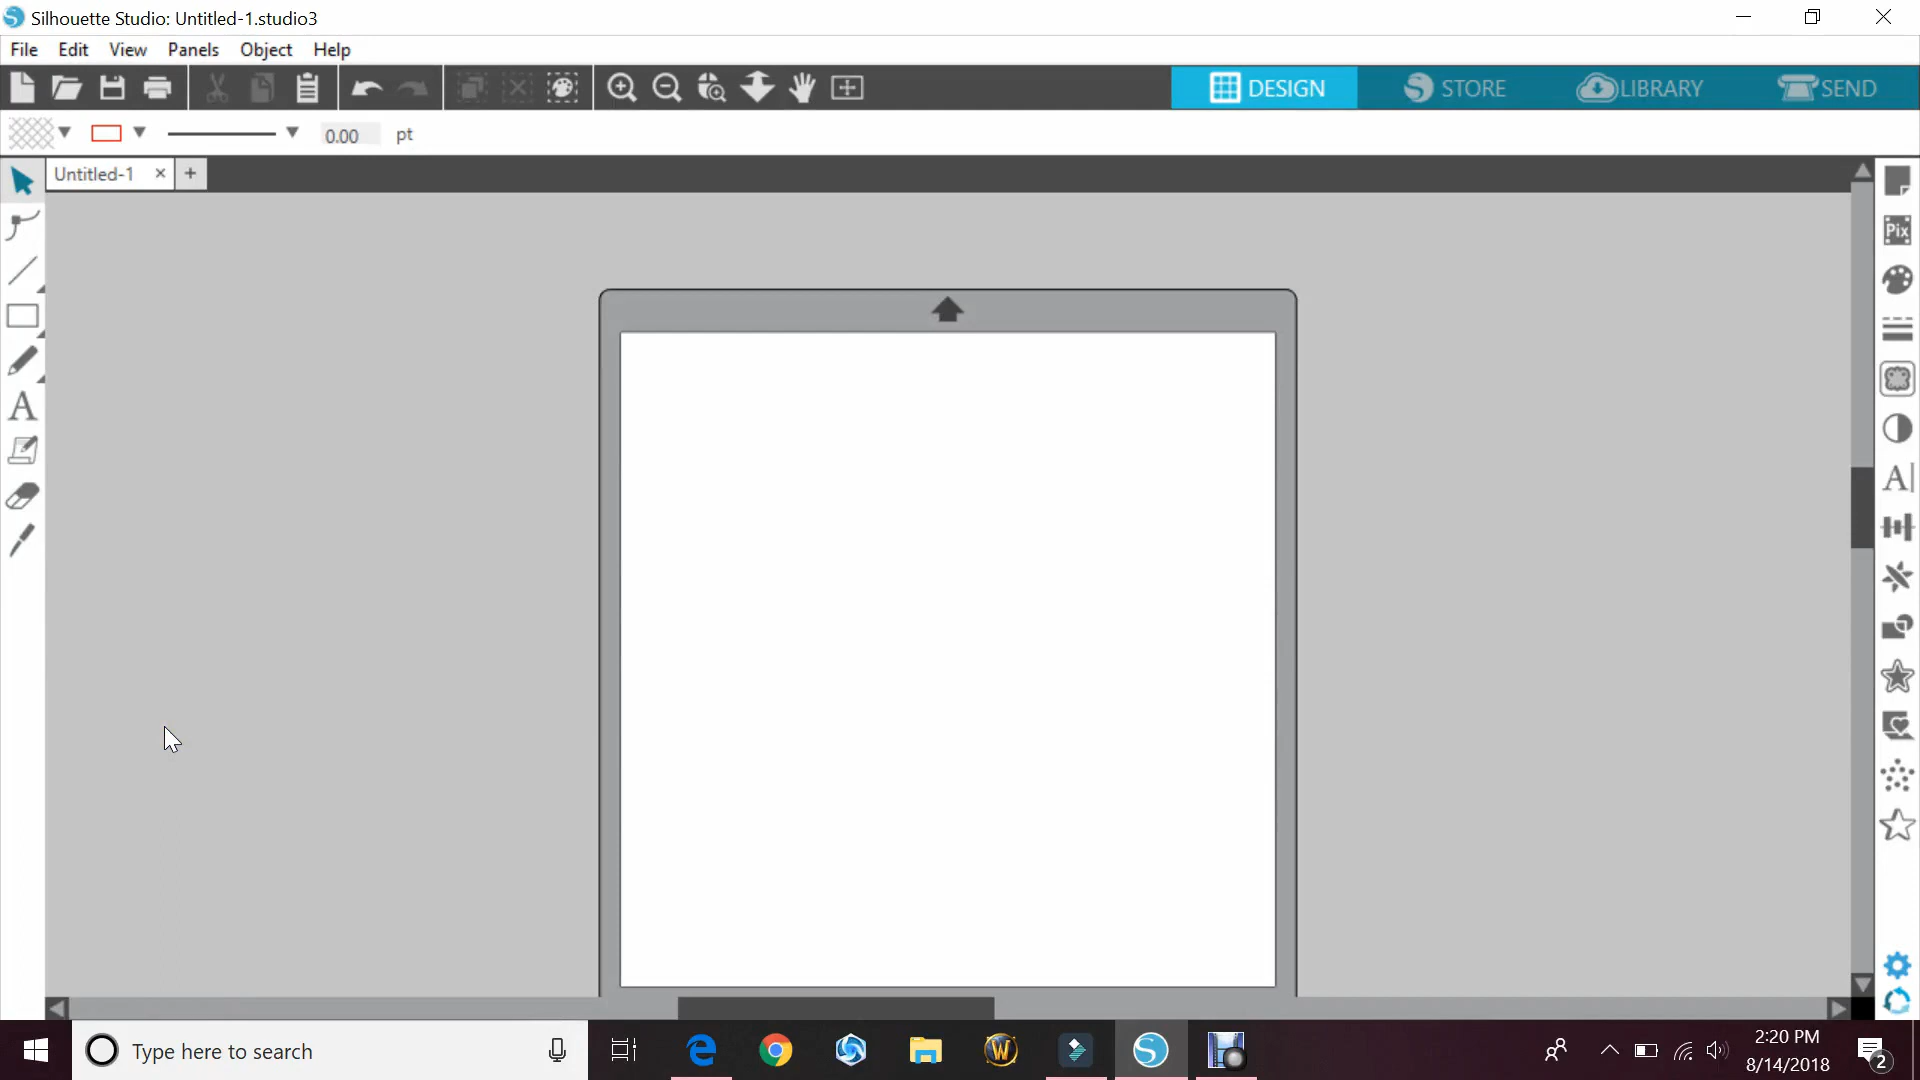 Silhouette Studio: Untitled-1.studio3
File Edit View Panels Object Help
DESIGN STORE LIBRARY SEND
0.00 pt
Untitled-1
Pix
A
A
Type here to search
W
2:20 PM
8/14/2018
2